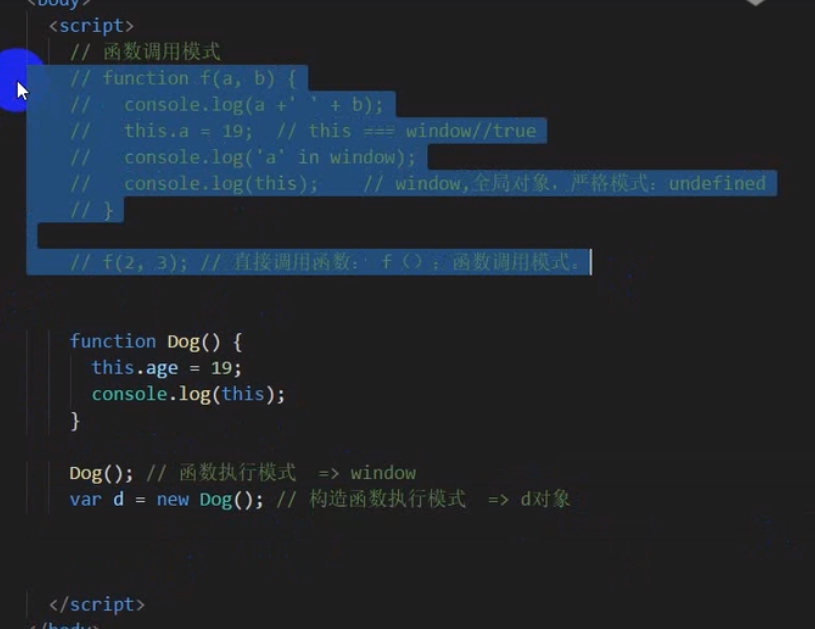 <body>
<script>
// 函数调用模式
// function f(a, b) {
//   console.log(a +' ' + b);
//   this.a = 19;  // this === window//true
//   console.log('a' in window);
//   console.log(this);    // window,全局对象，严格模式：undefined
// }
// f(2, 3); // 直接调用函数： f（）；函数调用模式。
function Dog() {
this.age = 19;
console.log(this);
}
Dog(); // 函数执行模式  => window
var d = new Dog(); // 构造函数执行模式  => d对象
</script>
</body>